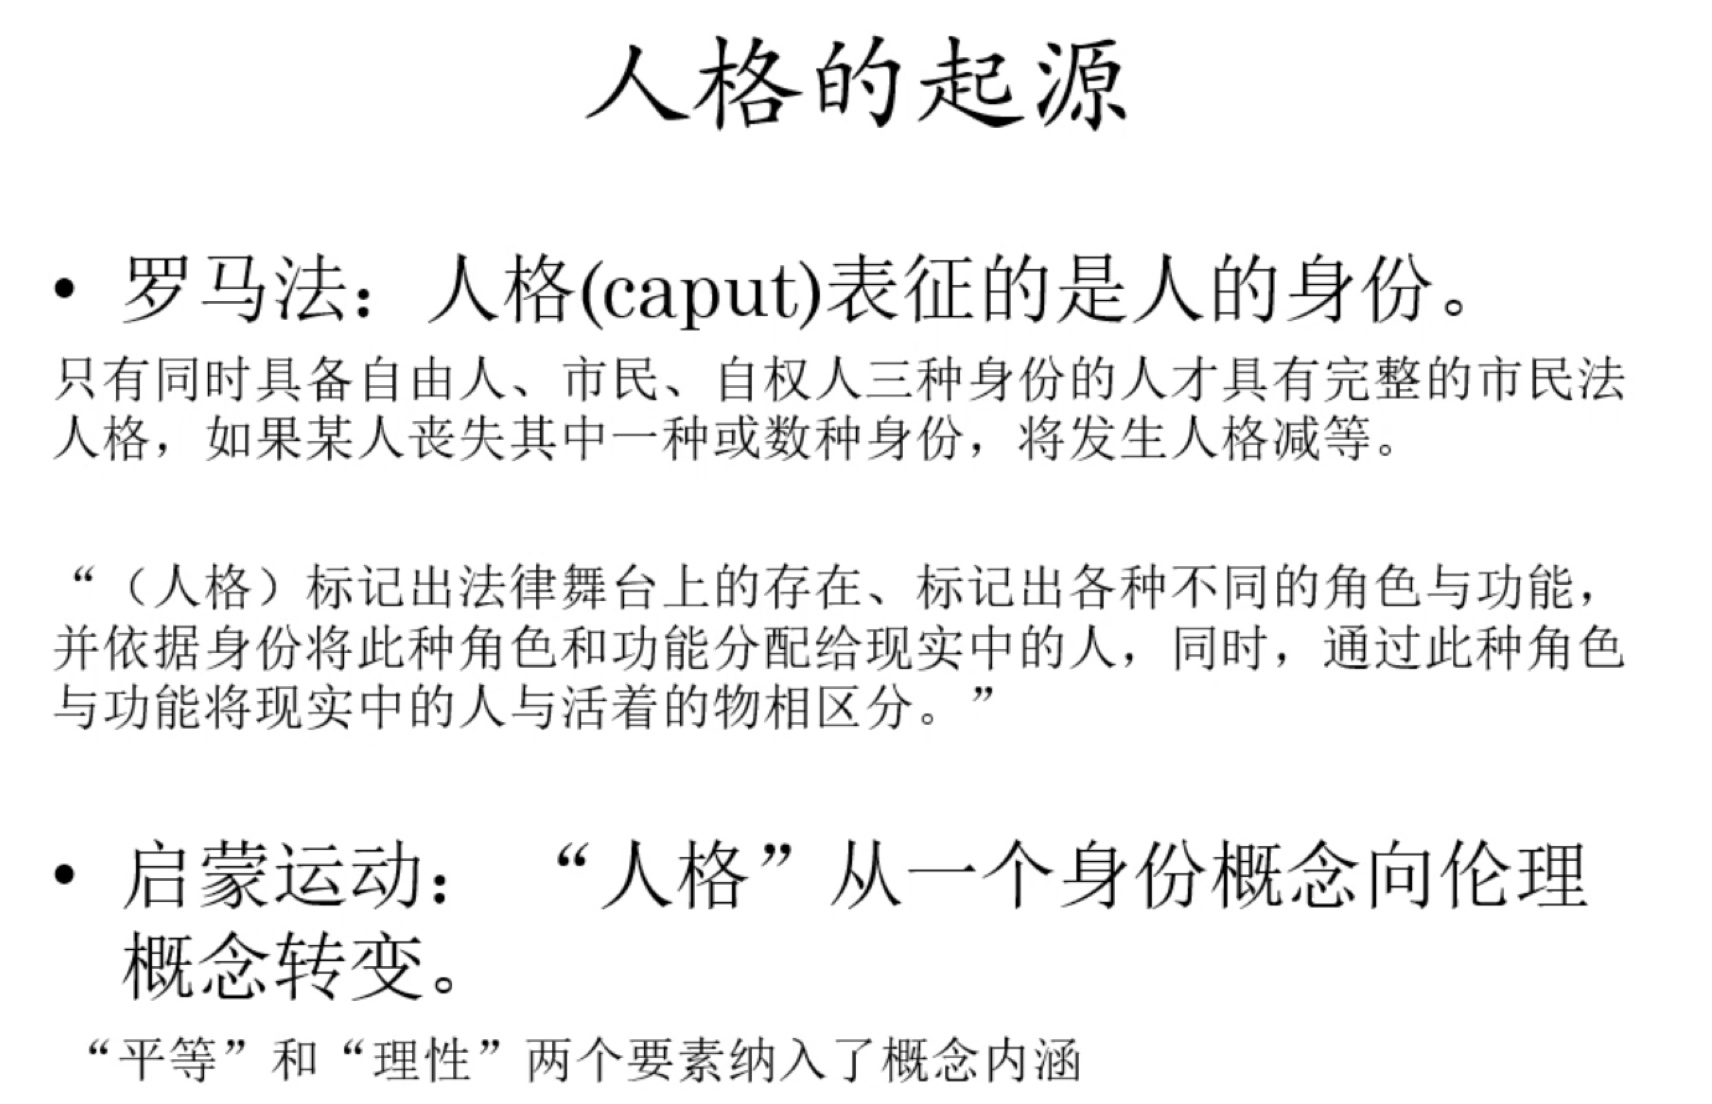 人格的起源
• 罗马法：人格(caput)表征的是人的身份。
只有同时具备自由人、市民、自权人三种身份的人才具有完整的市民法
人格，如果某人丧失其中一种或数种身份，将发生人格减等。
“（人格）标记出法律舞台上的存在、标记出各种不同的角色与功能，
并依据身份将此种角色和功能分配给现实中的人，同时，通过此种角色
与功能将现实中的人与活着的物相区分。”
• 启蒙运动： “人格”从一个身份概念向伦理
概念转变。
“平等”和“理性”两个要素纳入了概念内涵